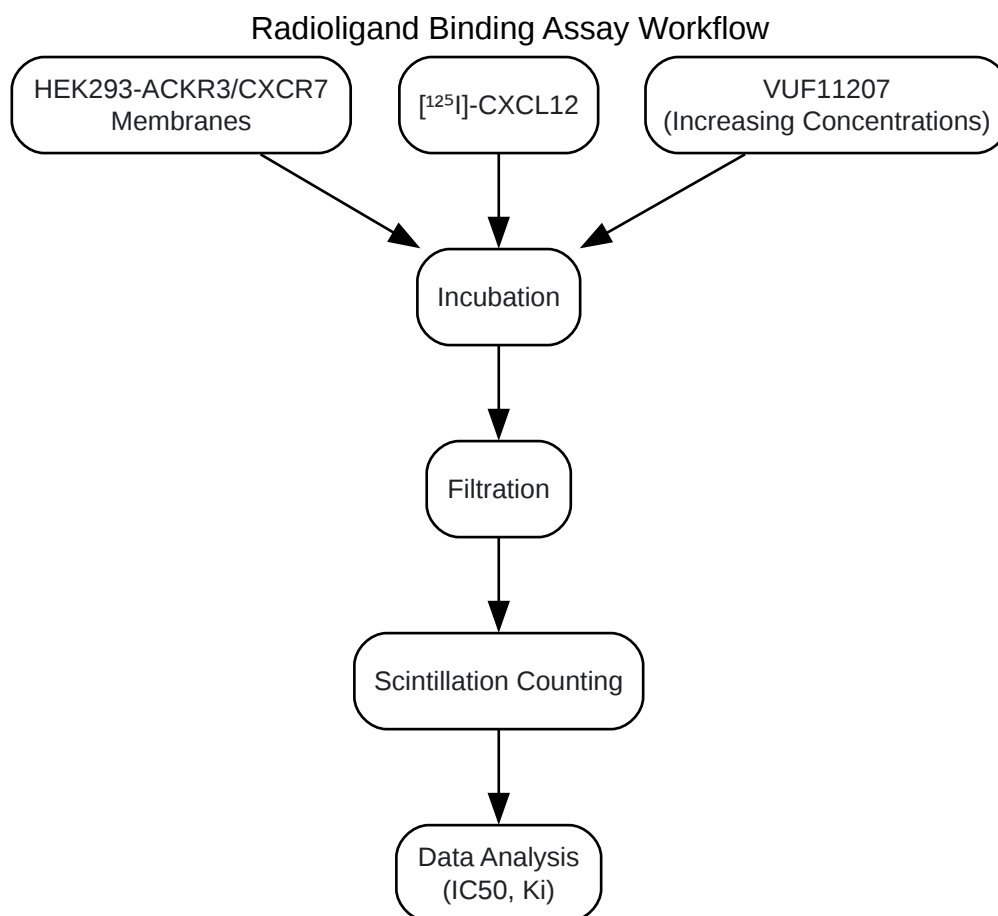 Radioligand Binding Assay Workflow
HEK293-ACKR3/CXCR7
Membranes
[¹²⁵I]-CXCL12
VUF11207
(Increasing Concentrations)
Incubation
Filtration
Scintillation Counting
Data Analysis
(IC50, Ki)